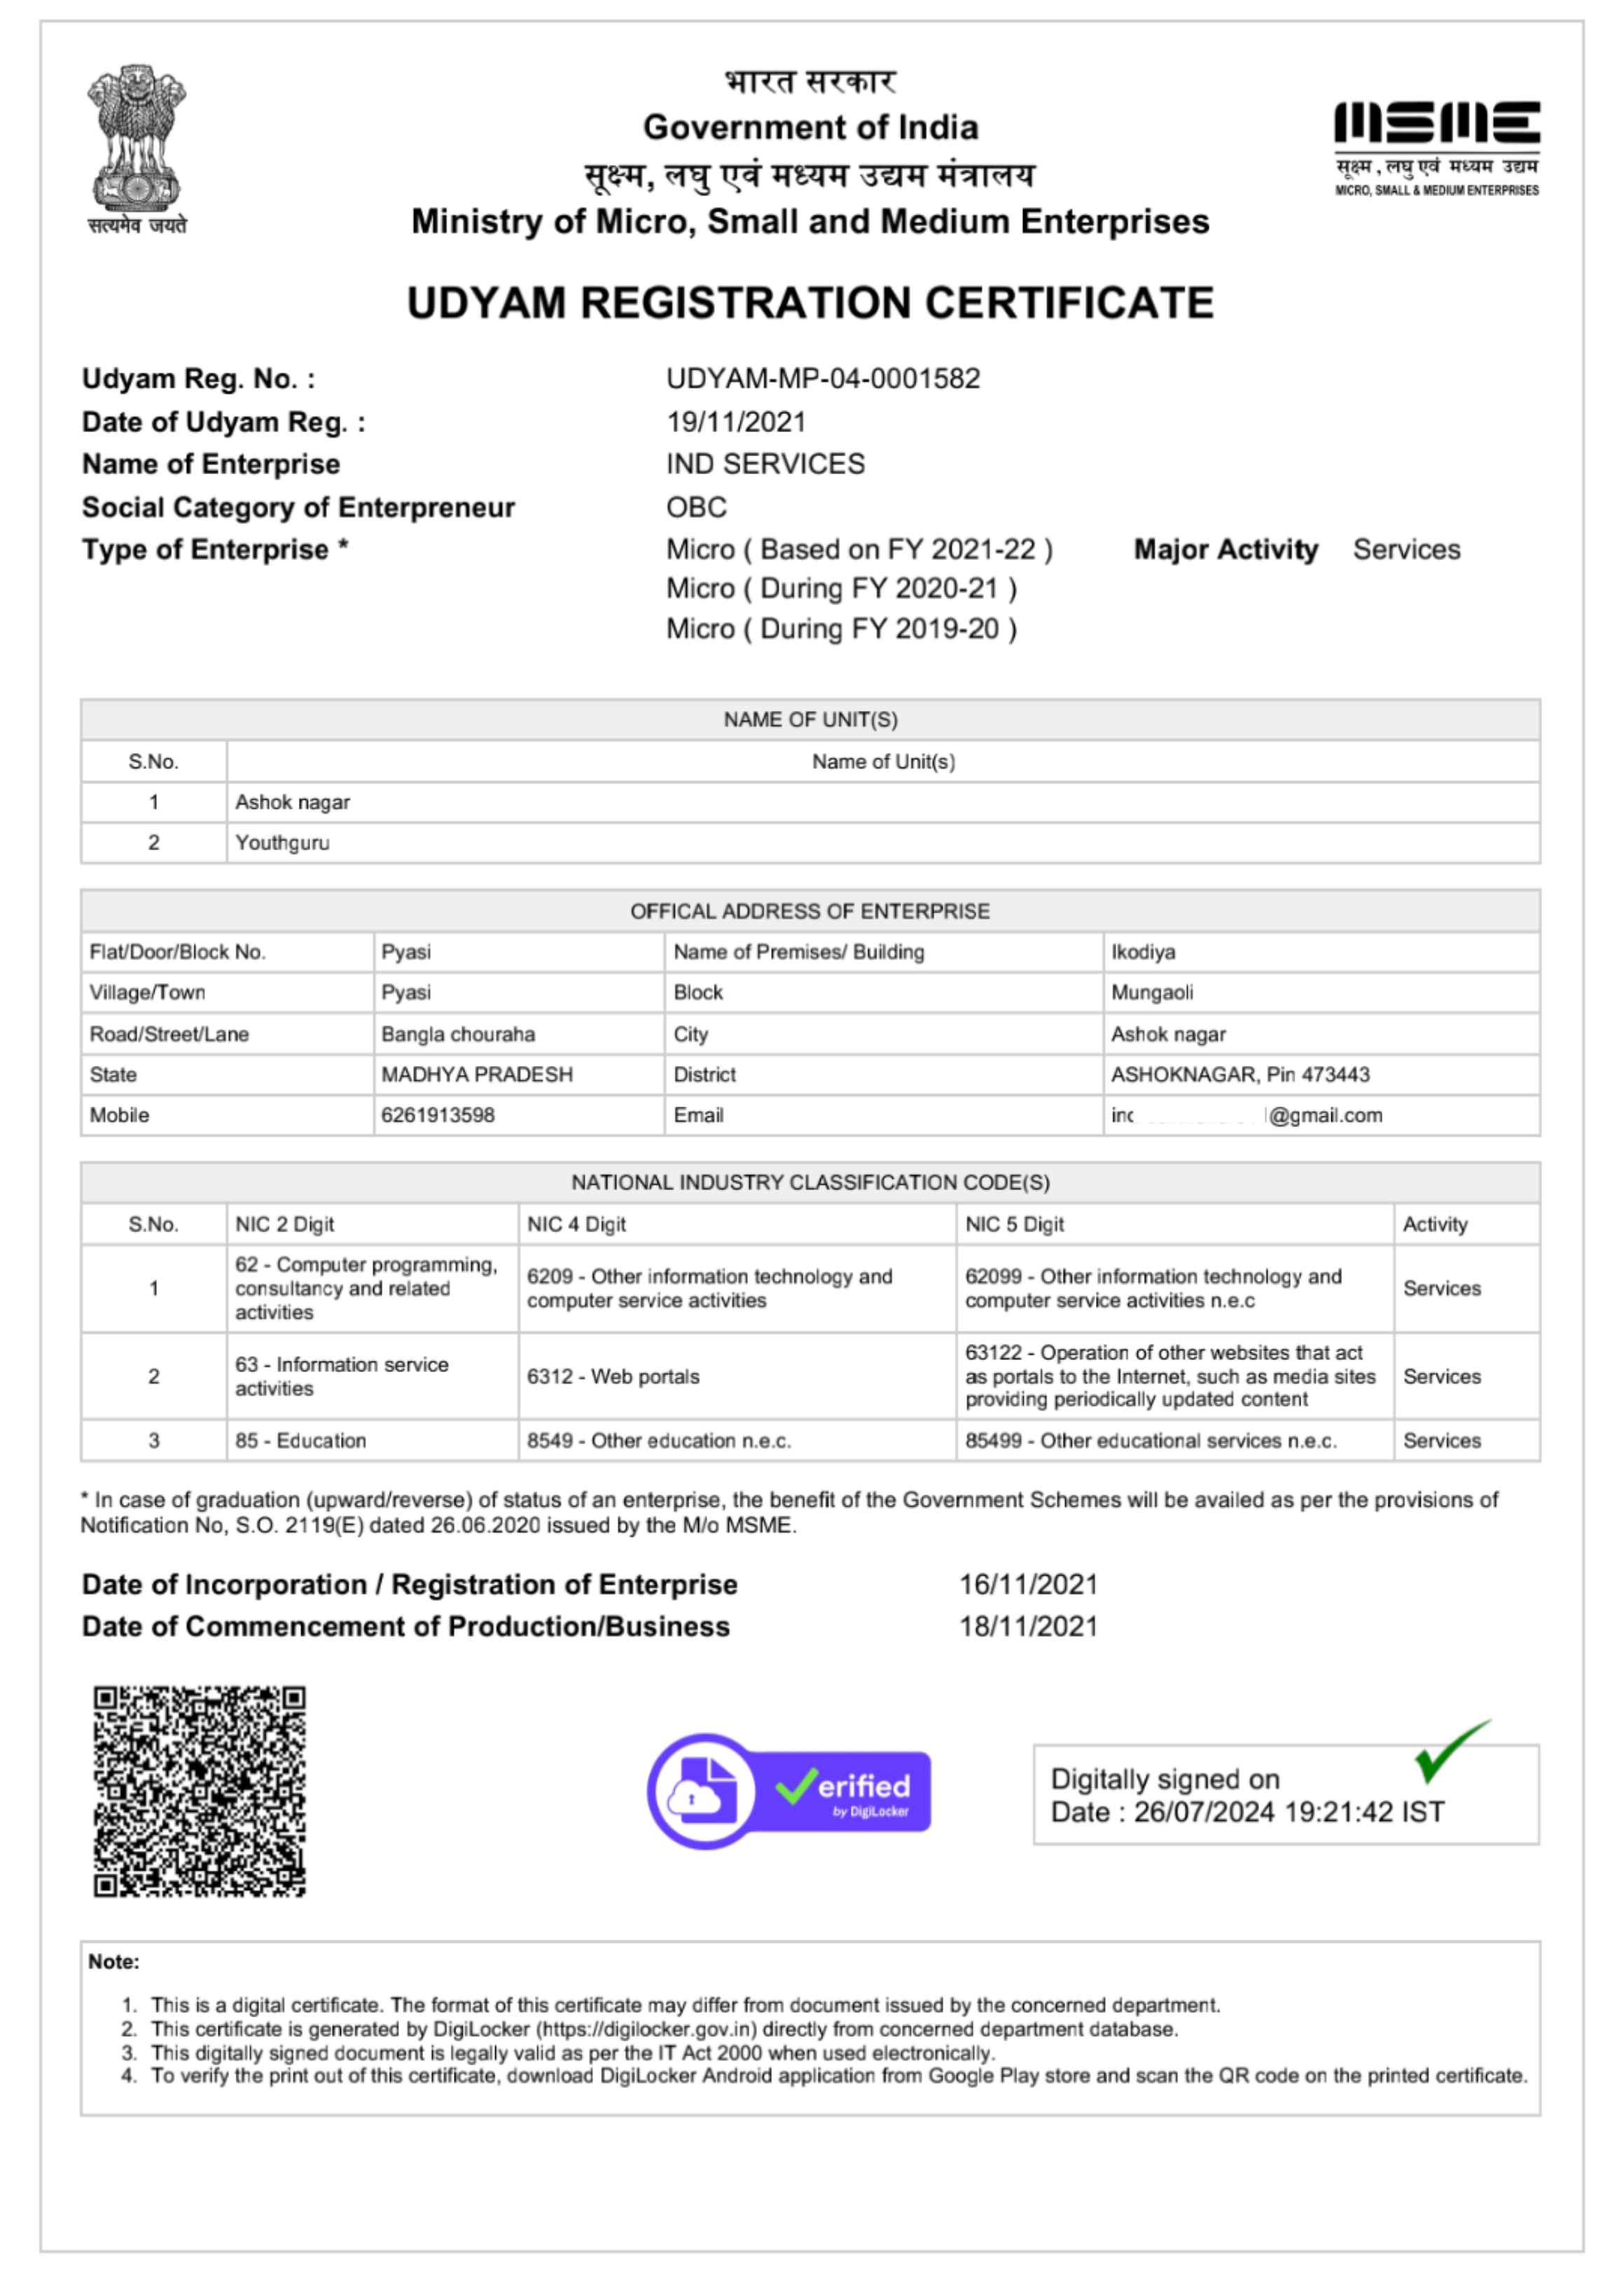 सत्यमेव जयते
भारत सरकार
Government of India
सूक्ष्म, लघु एवं मध्यम उद्यम मंत्रालय
Ministry of Micro, Small and Medium Enterprises
MSME
सूक्ष्म , लघु एवं मध्यम उद्यम
MICRO, SMALL & MEDIUM ENTERPRISES
UDYAM REGISTRATION CERTIFICATE
Udyam Reg. No. : UDYAM-MP-04-0001582
Date of Udyam Reg. : 19/11/2021
Name of Enterprise IND SERVICES
Social Category of Enterpreneur OBC
Type of Enterprise * Micro ( Based on FY 2021-22 ) Major Activity Services
Micro ( During FY 2020-21 )
Micro ( During FY 2019-20 )
NAME OF UNIT(S)
S.No. Name of Unit(s)
1 Ashok nagar
2 Youthguru
OFFICAL ADDRESS OF ENTERPRISE
Flat/Door/Block No. Pyasi Name of Premises/ Building Ikodiya
Village/Town Pyasi Block Mungaoli
Road/Street/Lane Bangla chouraha City Ashok nagar
State MADHYA PRADESH District ASHOKNAGAR, Pin 473443
Mobile 6261913598 Email @gmail.com
NATIONAL INDUSTRY CLASSIFICATION CODE(S)
S.No. NIC 2 Digit NIC 4 Digit NIC 5 Digit Activity
1
62 - Computer programming,
consultancy and related
activities
6209 - Other information technology and
computer service activities
62099 - Other information technology and
computer service activities n.e.c
Services
2
63 - Information service
activities
6312 - Web portals
63122 - Operation of other websites that act
as portals to the Internet, such as media sites
providing periodically updated content
Services
3 85 - Education 8549 - Other education n.e.c. 85499 - Other educational services n.e.c. Services
* In case of graduation (upward/reverse) of status of an enterprise, the benefit of the Government Schemes will be availed as per the provisions of
Notification No, S.O. 2119(E) dated 26.06.2020 issued by the M/o MSME.
Date of Incorporation / Registration of Enterprise 16/11/2021
Date of Commencement of Production/Business 18/11/2021
Verified
by DigiLocker
Digitally signed on
Date : 26/07/2024 19:21:42 IST
Note:
1. This is a digital certificate. The format of this certificate may differ from document issued by the concerned department.
2. This certificate is generated by DigiLocker (https://digilocker.gov.in) directly from concerned department database.
3. This digitally signed document is legally valid as per the IT Act 2000 when used electronically.
4. To verify the print out of this certificate, download DigiLocker Android application from Google Play store and scan the QR code on the printed certificate.